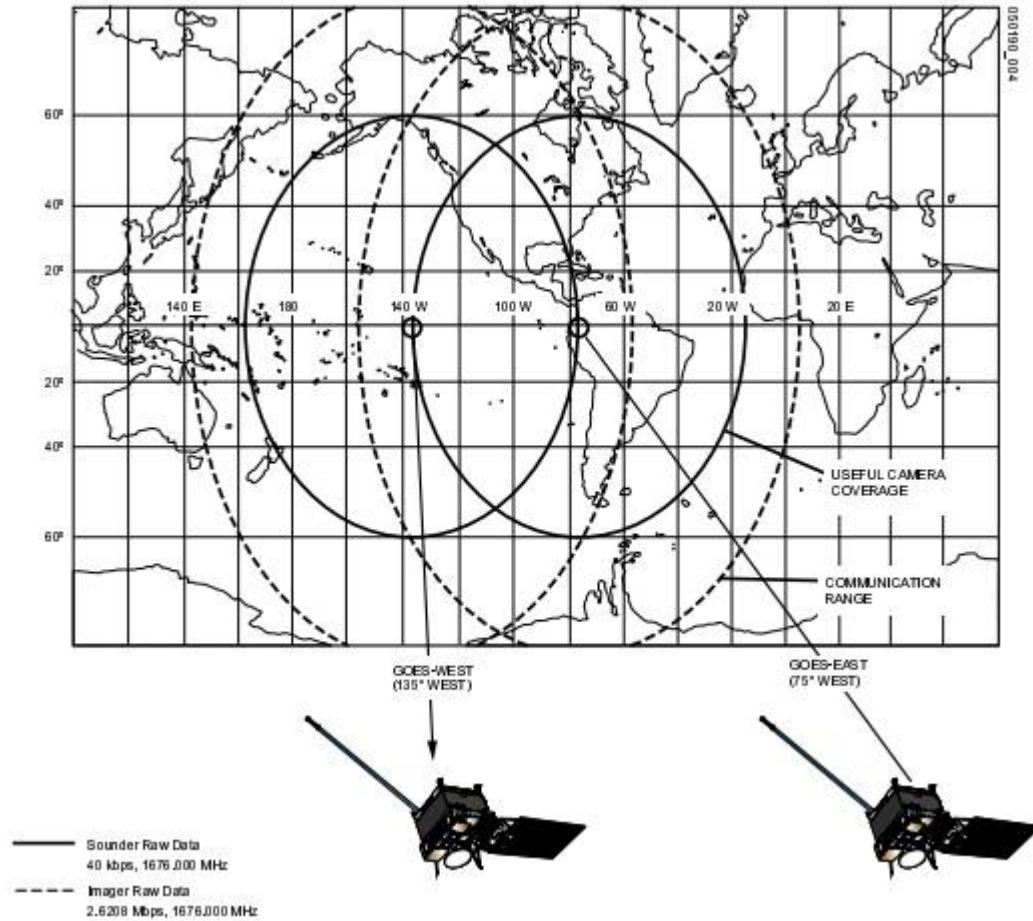 050190_004
60°
40°
20°
140 E 180 140 W 100 W 60 W 20 W 20 E
20°
40°
60°
USEFUL CAMERA
COVERAGE
COMMUNICATION
RANGE
GOES-WEST
(135° WEST)
GOES-EAST
(75° WEST)
Sounder Raw Data
40 kbps, 1676.000 MHz
Imager Raw Data
2.6208 Mbps, 1676.000 MHz